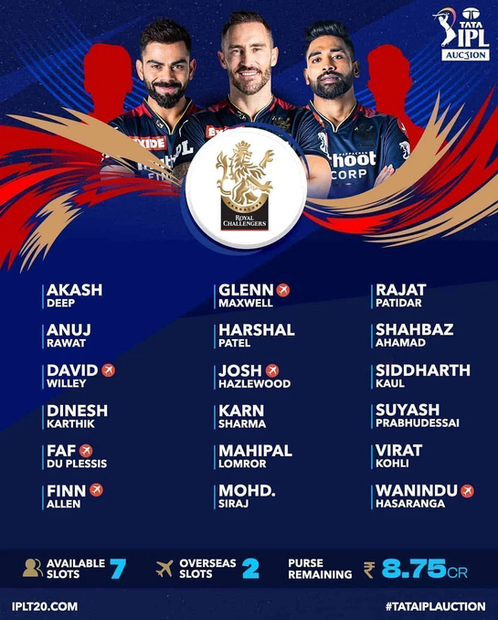 TATA
IPL
AUCTION
EXIDE
IPL
ROYAL
CHALLENGERS
AKASH
DEEP
ANUJ
RAWAT
DAVID
WILLEY
DINESH
KARTHIK
FAF
DU PLESSIS
FINN
ALLEN
GLENN
MAXWELL
HARSHAL
PATEL
JOSH
HAZLEWOOD
KARN
SHARMA
MAHIPAL
LOMROR
MOHD.
SIRAJ
RAJAT
PATIDAR
SHAHBAZ
AHAMAD
SIDDHARTH
KAUL
SUYASH
PRABHUDESSAI
VIRAT
KOHLI
WANINDU
HASARANGA
AVAILABLE
SLOTS 7
OVERSEAS
SLOTS 2
PURSE
REMAINING ₹ 8.75CR
IPLT20.COM
#TATAIPLAUCTION